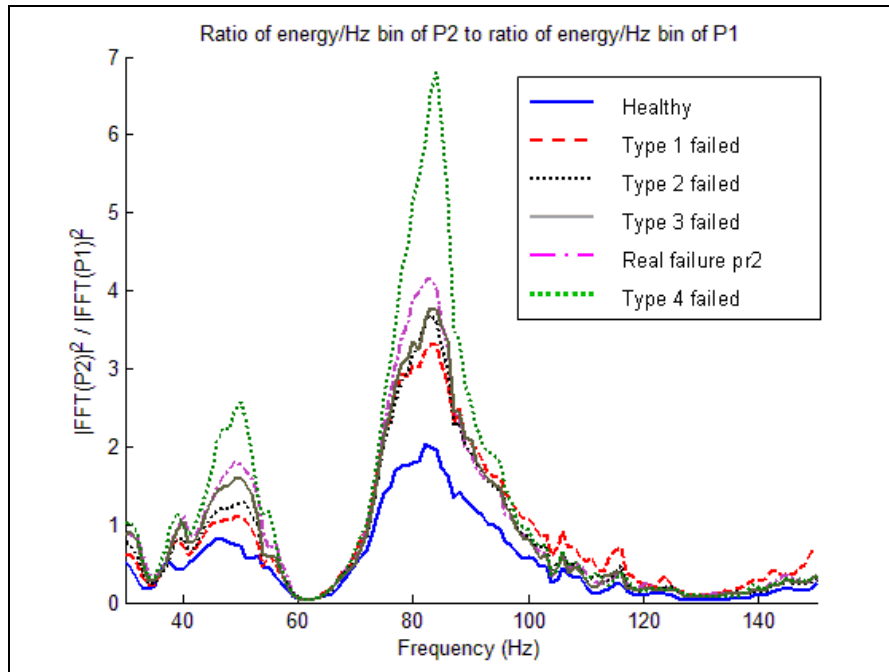 Ratio of energy/Hz bin of P2 to ratio of energy/Hz bin of P1
7
6
5
4
3
2
1
0
|FFT(P2)|² / |FFT(P1)|²
Healthy
Type 1 failed
Type 2 failed
Type 3 failed
Real failure pr2
Type 4 failed
40 60 80 100 120 140
Frequency (Hz)